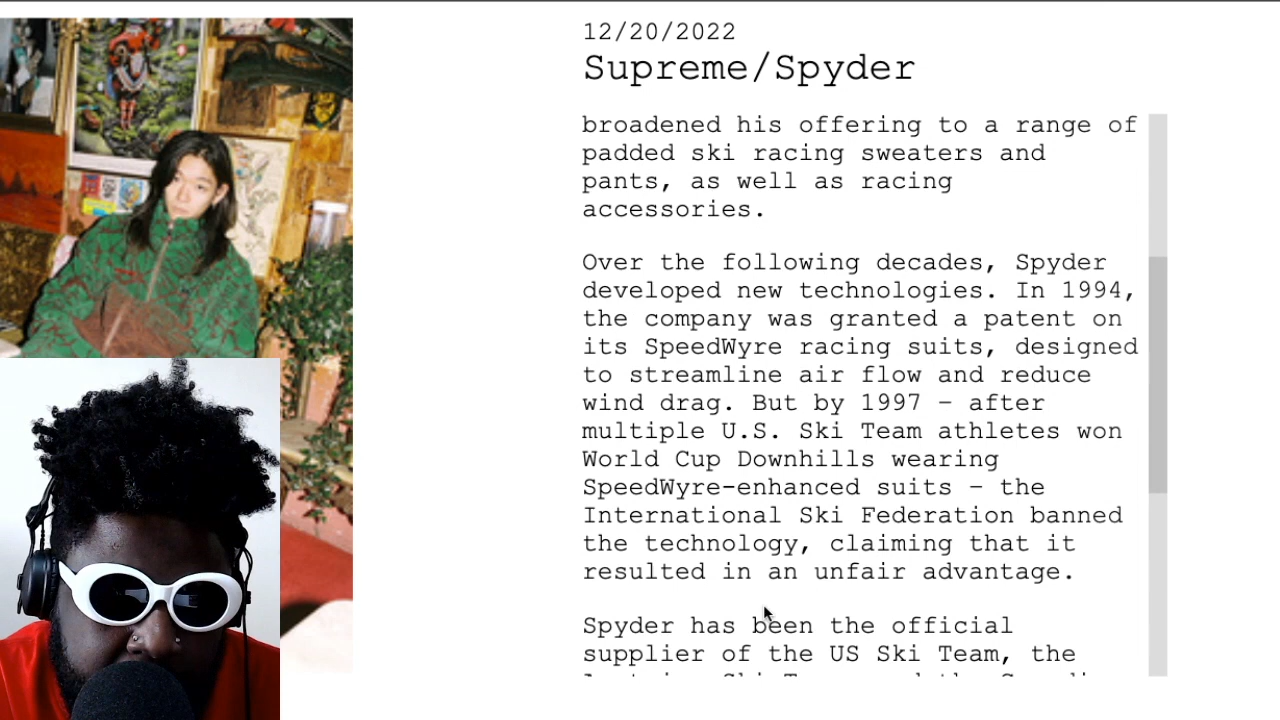 12/20/2022
Supreme/Spyder
broadened his offering to a range of
padded ski racing sweaters and
pants, as well as racing
accessories.
Over the following decades, Spyder
developed new technologies. In 1994,
the company was granted a patent on
its SpeedWyre racing suits, designed
to streamline air flow and reduce
wind drag. But by 1997 – after
multiple U.S. Ski Team athletes won
World Cup Downhills wearing
SpeedWyre-enhanced suits – the
International Ski Federation banned
the technology, claiming that it
resulted in an unfair advantage.
Spyder has been the official
supplier of the US Ski Team, the